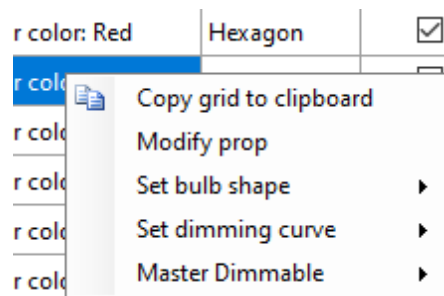 r color: Red Hexagon
r colo
Copy grid to clipboard
r colo
Modify prop
r colo
Set bulb shape
r colo
Set dimming curve
r colo
Master Dimmable